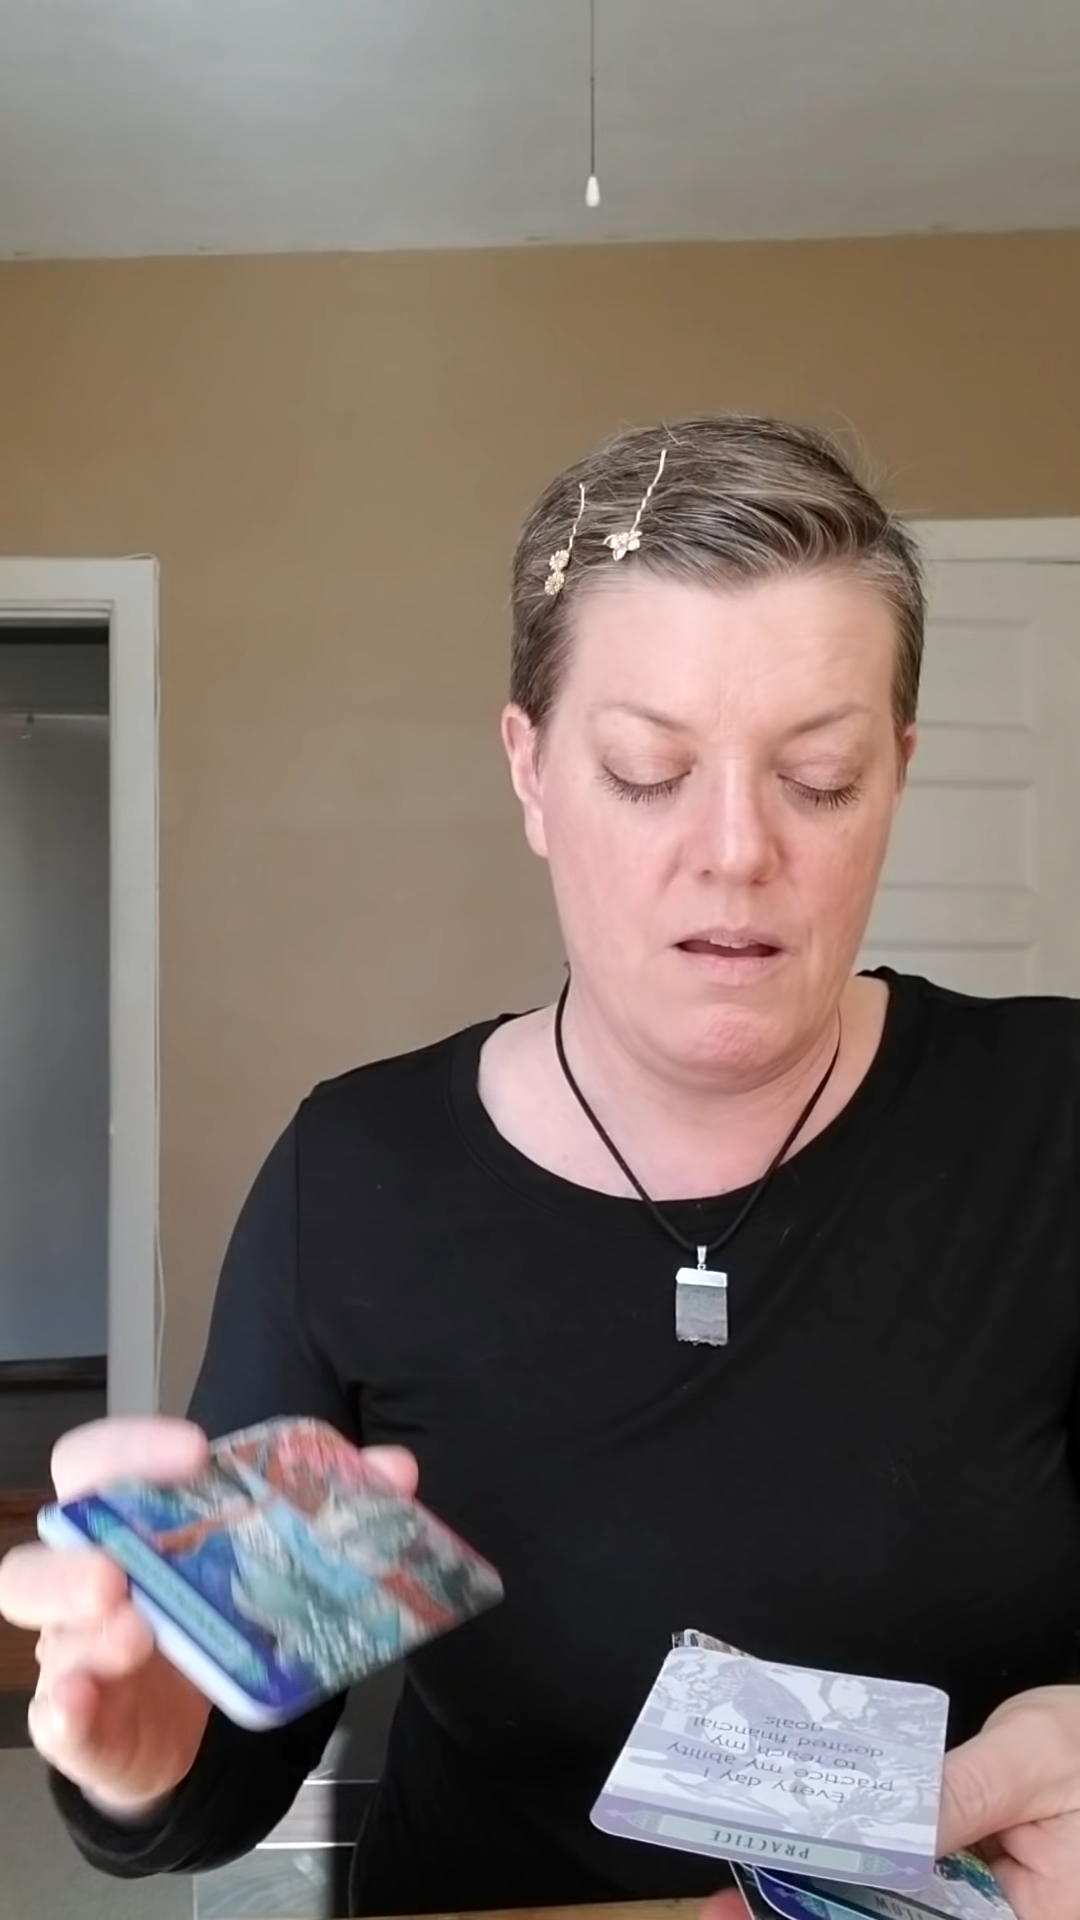 PRACTICE
Every day I
practice my ability
to reach my
desired financial
goals.